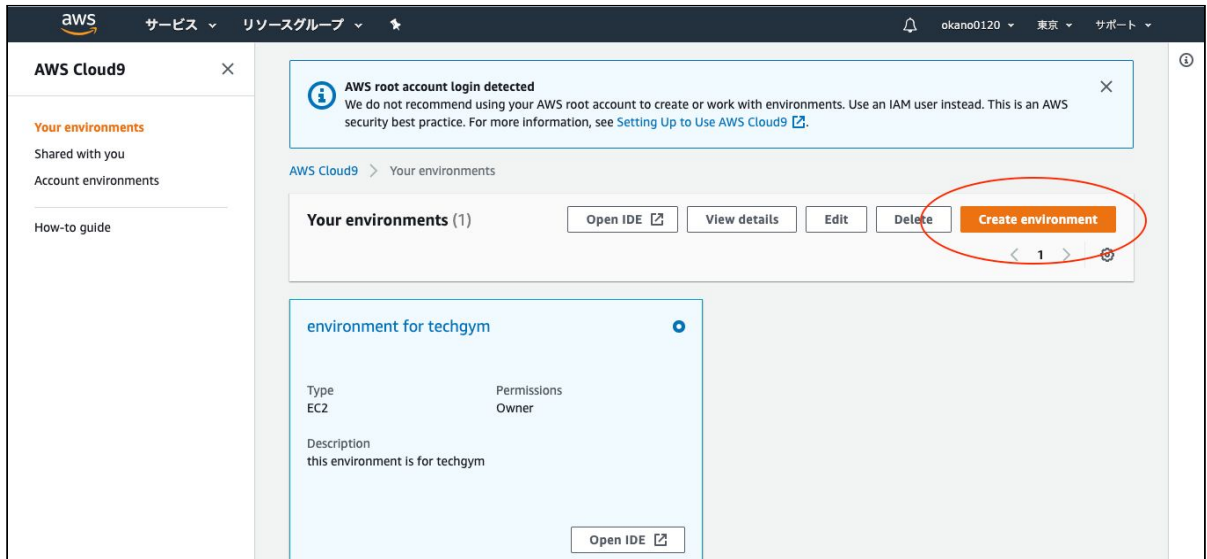 aws サービス リソースグループ okano0120 東京 サポート
AWS Cloud9
Your environments
Shared with you
Account environments
How-to guide
AWS root account login detected
We do not recommend using your AWS root account to create or work with environments. Use an IAM user instead. This is an AWS
security best practice. For more information, see Setting Up to Use AWS Cloud9.
AWS Cloud9 > Your environments
Your environments (1) Open IDE View details Edit Delete Create environment
< 1 >
environment for techgym
Type Permissions
EC2 Owner
Description
this environment is for techgym
Open IDE